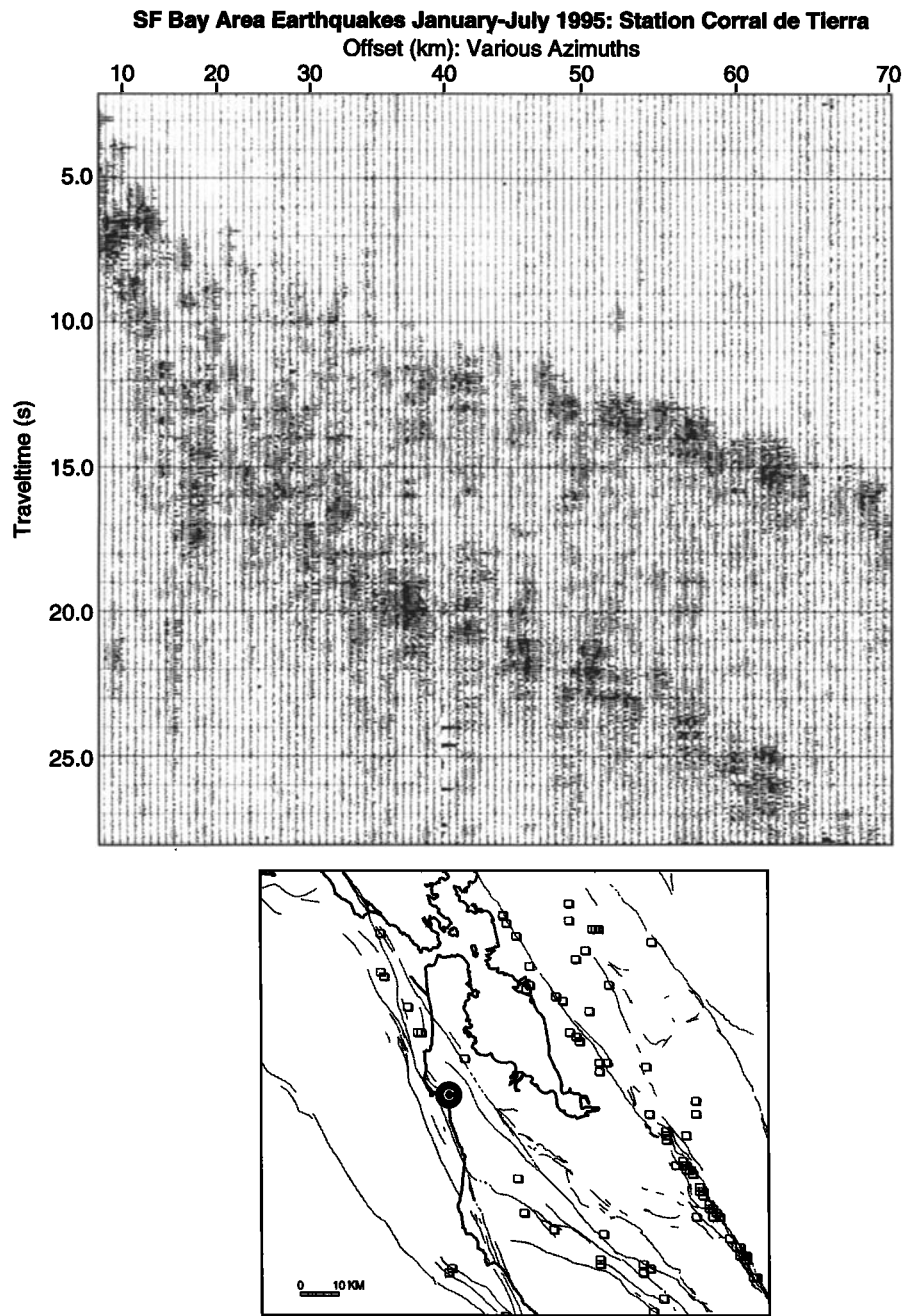 SF Bay Area Earthquakes January-July 1995: Station Corral de Tierra
Offset (km): Various Azimuths
10 20 30 40 50 60 70
5.0
10.0
15.0
20.0
25.0
Traveltime (s)
C
0 10 KM